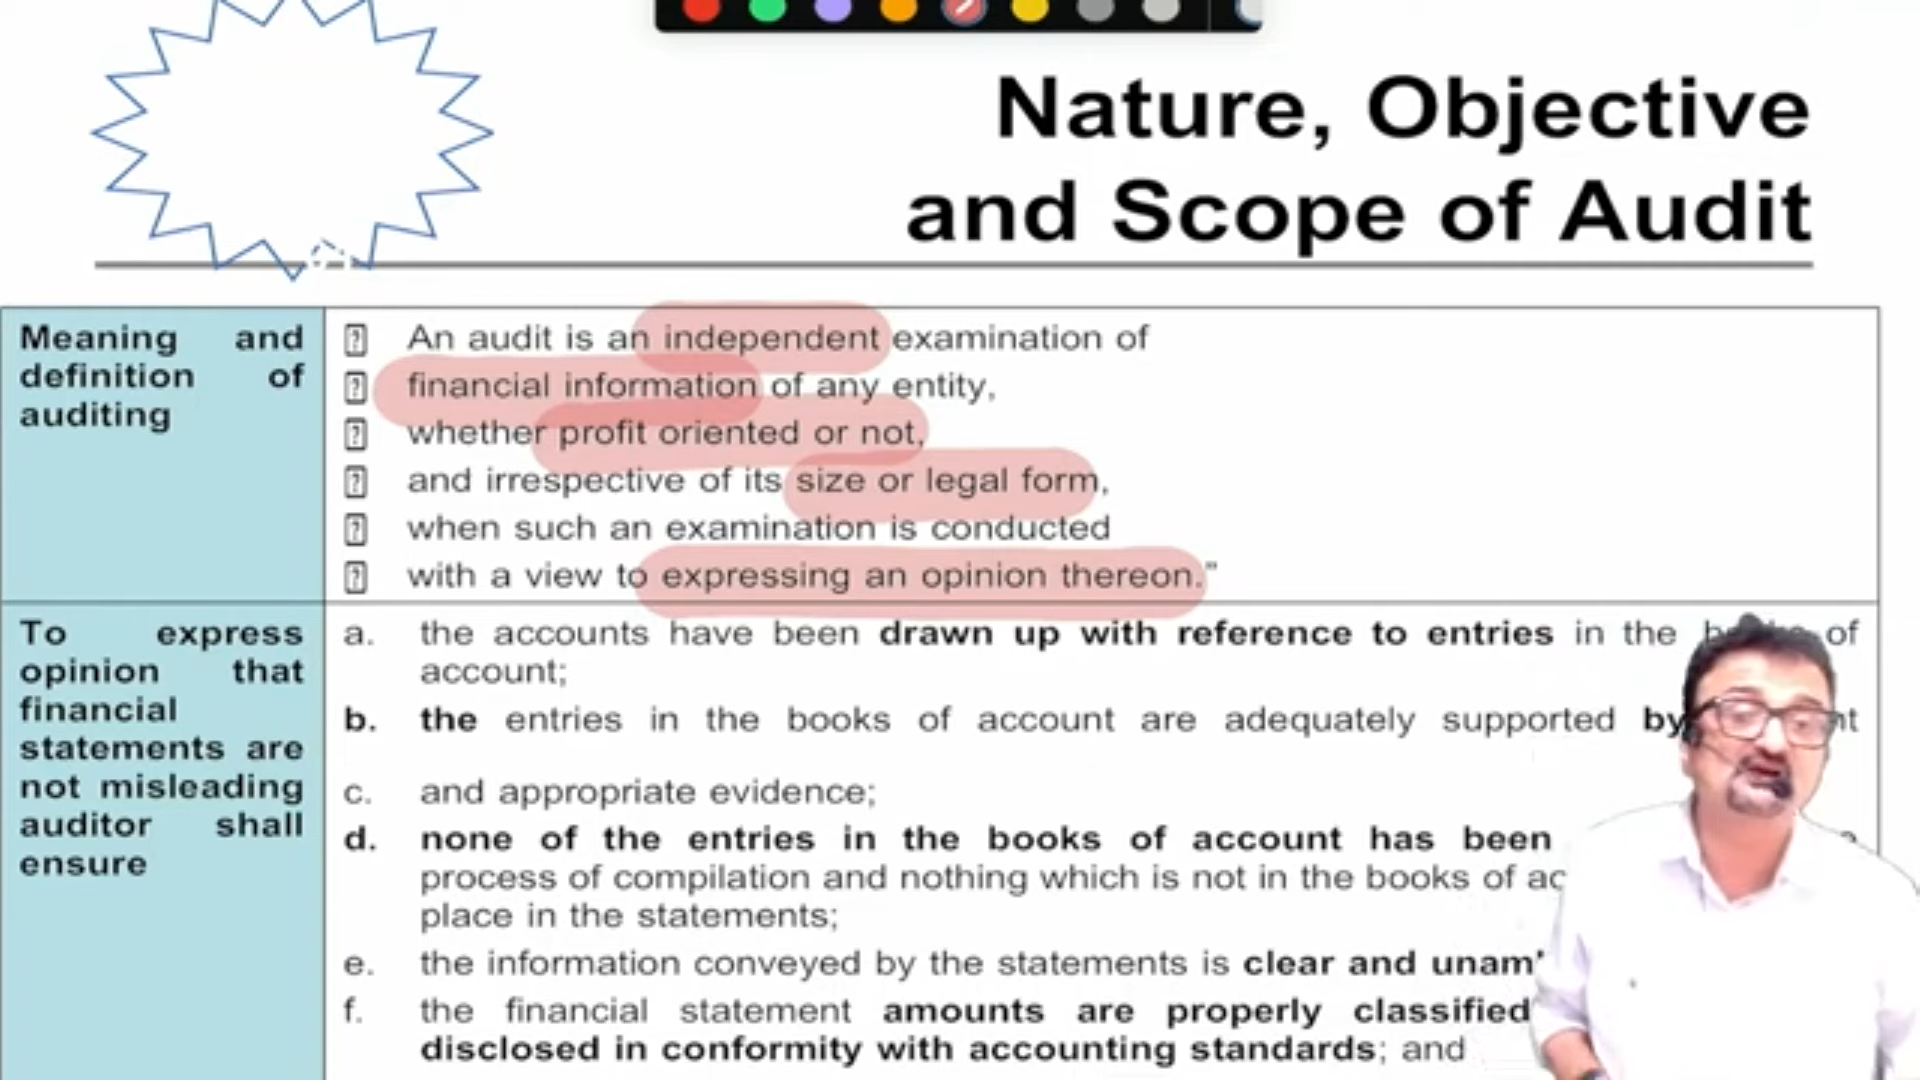 Nature, Objective
and Scope of Audit
Meaning and
definition of
auditing
An audit is an independent examination of
financial information of any entity,
whether profit oriented or not,
and irrespective of its size or legal form,
when such an examination is conducted
with a view to expressing an opinion thereon.”
To express
opinion that
financial
statements are
not misleading
auditor shall
ensure
a. the accounts have been drawn up with reference to entries in the of
account;
b. the entries in the books of account are adequately supported by
c. and appropriate evidence;
d. none of the entries in the books of account has been
process of compilation and nothing which is not in the books of
place in the statements;
e. the information conveyed by the statements is clear and
f. the financial statement amounts are properly classified
disclosed in conformity with accounting standards; and